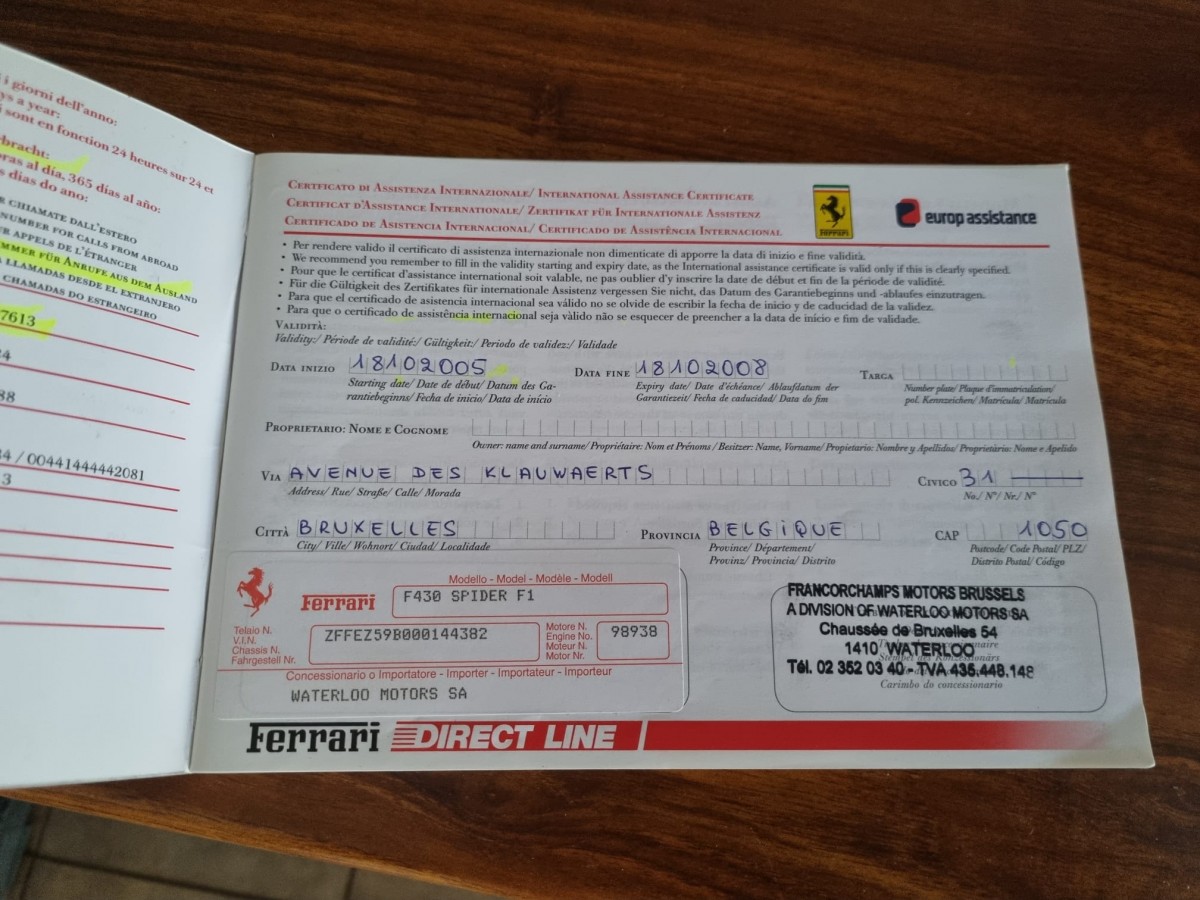 i giorni dell'anno:
ys a year:
i sont en fonction 24 heures sur 24 et
rbracht:
oras al día, 365 días al año:
s dias do ano:
R CHIAMATE DALL'ESTERO
NUMBER FOR CALLS FROM ABROAD
UR APPELS DE L'ÉTRANGER
MMER FÜR ANRUFE AUS DEM AUSLAND
LLAMADAS DESDE EL EXTRANJERO
CHAMADAS DO ESTRANGEIRO
7613
24
88
34 / 00441444442081
13
CERTFICATO DI ASSISTENZA INTERNAZIONALE/ INTERNATIONAL ASSISTANCE CERTIFICATE
CERTIFICAT D'ASSISTANCE INTERNATIONALE/ ZERTIFIKAT FÜR INTERNATIONALE ASSISTENZ
CERTIFICADO DE ASISTENCIA INTERNACIONAL/ CERTIFICADO DE ASSISTÊNCIA INTERNACIONAL
Ferrari
europ assistance
• Per rendere valido il certificato di assistenza internazionale non dimenticate di apporre la data di inizio e fine validità.
• We recommend you remember to fill in the validity starting and expiry date, as the International assistance certificate is valid only if this is clearly specified.
• Pour que le certificat d'assistance international soit valable, ne pas oublier d'y inscrire la date de début et fin de la période de validité.
• Für die Gültigkeit des Zertifikates für internationale Assistenz vergessen Sie nicht, das Datum des Garantiebeginns und -ablaufes einzutragen.
• Para que el certificado de asistencia internacional sea válido no se olvide de escribir la fecha de inicio y de caducidad de la validez.
• Para que o certificado de assistência internacional seja vàlido não se esquecer de preencher a data de início e fim de validade.
VALIDITÀ:
Validity:/ Période de validité:/ Gültigkeit:/ Periodo de validez:/ Validade
DATA INIZIO 18102005 DATA FINE 18102008 TARGA
Starting date/ Date de début/ Datum des Ga-
rantiebeginns/ Fecha de inicio/ Data de início
Expiry date/ Date d'échéance/ Ablaufdatum der
Garantiezeit/ Fecha de caducidad/ Data do fim
Number plate/ Plaque d'immatriculation/
pol. Kennzeichen/ Matrícula/ Matrícula
PROPRIETARIO: NOME E COGNOME
Owner: name and surname/ Propriétaire: Nom et Prénoms / Besitzer: Name, Vorname/ Propietario: Nombre y Apellidos/ Proprietário: Nome e Apelido
VIA AVENUE DES KLAUWAERTS CIVICO 31
Address/ Rue/ Straße/ Calle/ Morada
No./ N°/ Nr./ N°
CITTÀ BRUXELLES PROVINCIA BELGIQUE CAP 1050
City/ Ville/ Wohnort/ Ciudad/ Localidade
Province/ Département/
Provinz/ Provincia/ Distrito
Postcode/ Code Postal/ PLZ/
Distrito Postal/ Código
Modello - Model - Modèle - Modell
Ferrari F430 SPIDER F1
Telaio N.
V.I.N.
Chassis N.
Fahrgestell Nr.
ZFFEZ59B000144382
Motore N.
Engine No.
Moteur N.
Motor Nr.
98938
Concessionario o Importatore - Importer - Importateur - Importeur
WATERLOO MOTORS SA
FRANCORCHAMPS MOTORS BRUSSELS
A DIVISION OF WATERLOO MOTORS SA
Chaussée de Bruxelles 54
1410 WATERLOO
Tél. 02 352 03 40 - TVA 435.448.148
Carimbo do concessionario
Ferrari DIRECT LINE